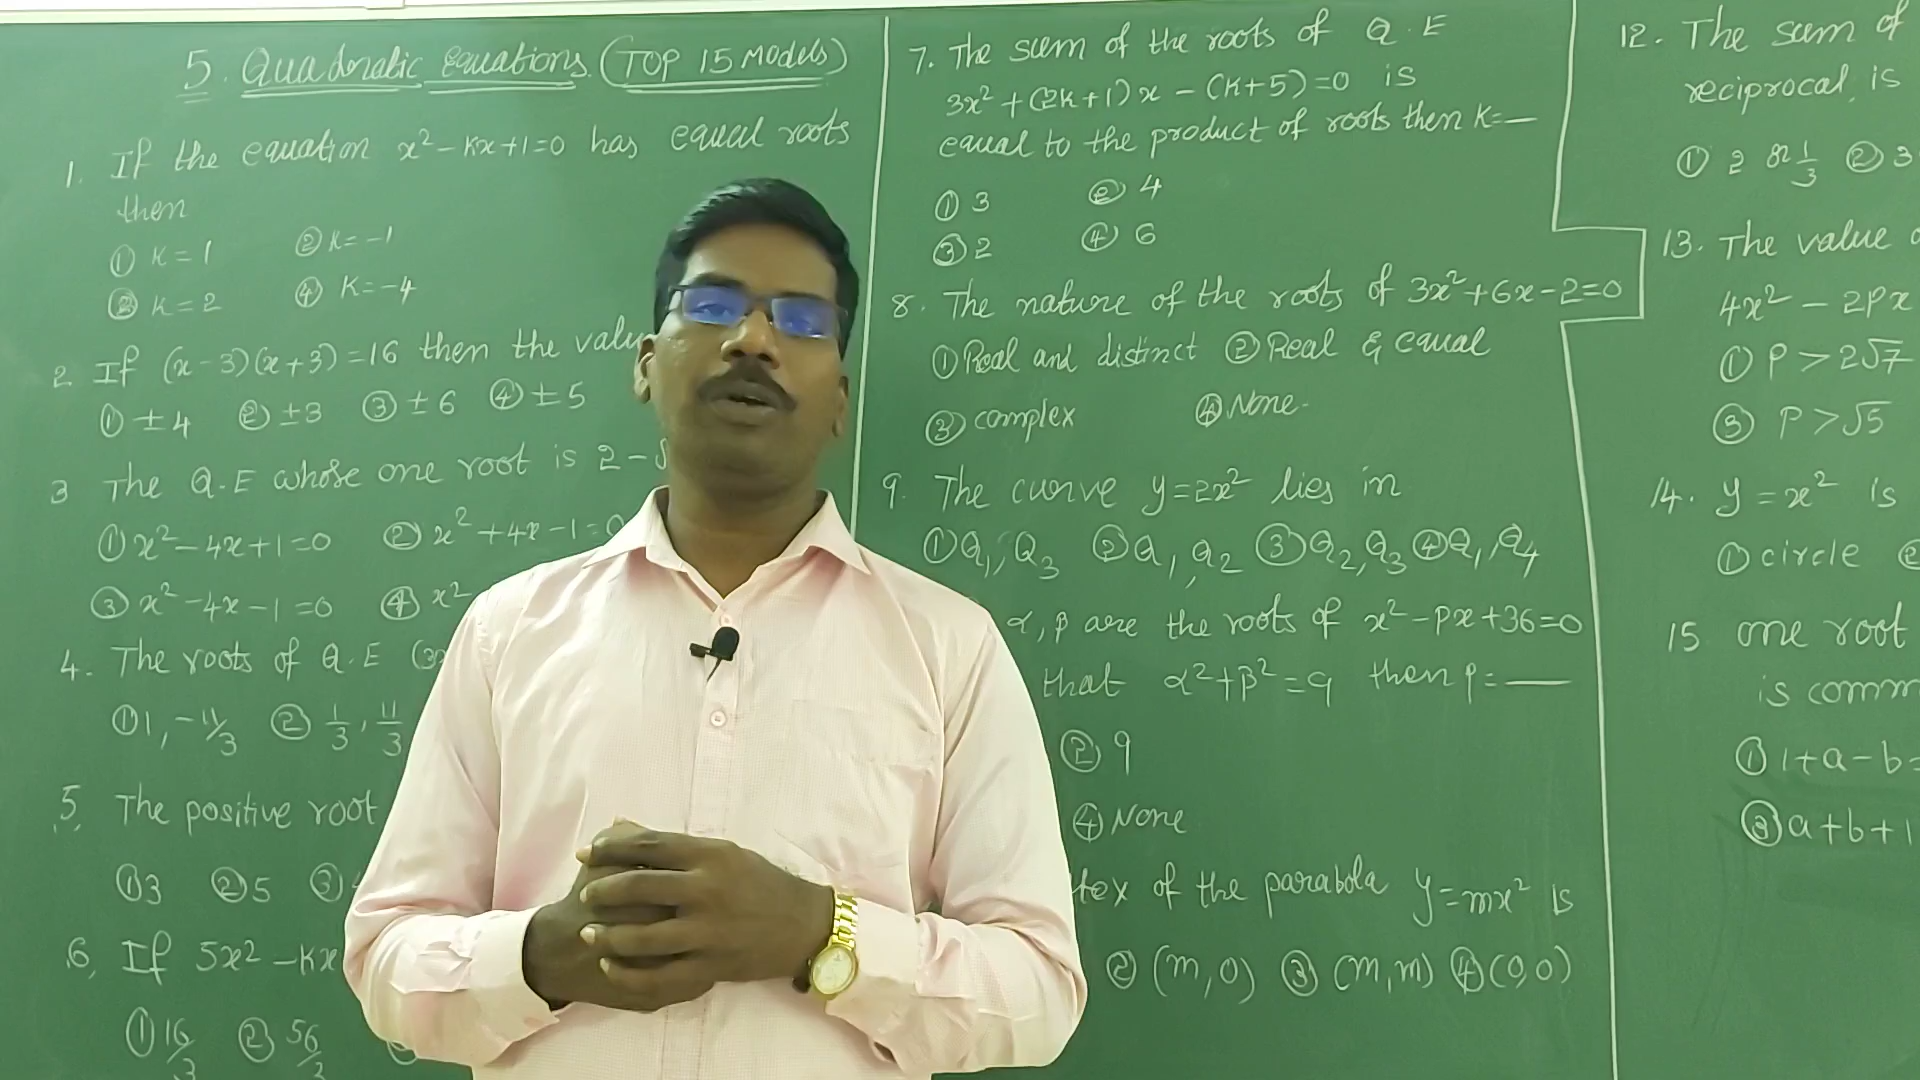 5. Quadratic equations (TOP 15 Models)
1. If the equation x² - kx + 1 = 0 has equal roots
then
① k = 1 ② k = -1
③ k = 2 ④ k = -4
2. If (x-3)(x+3) = 16 then the
① ±4 ② ±3 ③ ±6 ④ ±5
3 The Q.E whose one root is 2 -
① x² - 4x + 1 = 0 ② x² + 4x - 1 = 0
③ x² - 4x - 1 = 0 ④ x²
4. The roots of Q.E (3x
① 1, -11/3 ② 1/3, 11/3
5. The positive root
① 3 ② 5 ③
6, If 5x² - kx
① 16/3 ② 56/3
7. The sum of the roots of Q.E
3x² + (2k+1)x - (k+5) = 0 is
equal to the product of roots then k = —
① 3 ② 4
③ 2 ④ 6
8. The nature of the roots of 3x² + 6x - 2 = 0
① Real and distinct ② Real & equal
③ complex ④ None.
9. The curve y = 2x² lies in
① Q₁, Q₃ ② Q₁, Q₂ ③ Q₂, Q₃ ④ Q₁, Q₄
α, β are the roots of x² - px + 36 = 0
that α² + β² = 9 then p = —
② 9
④ None
of the parabola y = mx² is
② (m, 0) ③ (m, m) ④ (0, 0)
12. The sum of
reciprocal, is
① 2 or 1/3 ② 3
13. The value
4x² - 2px
① P > 2√7
③ P > √5
14. y = x² is
① circle ②
15 one root
is
① 1 + a - b =
③ a + b + 1